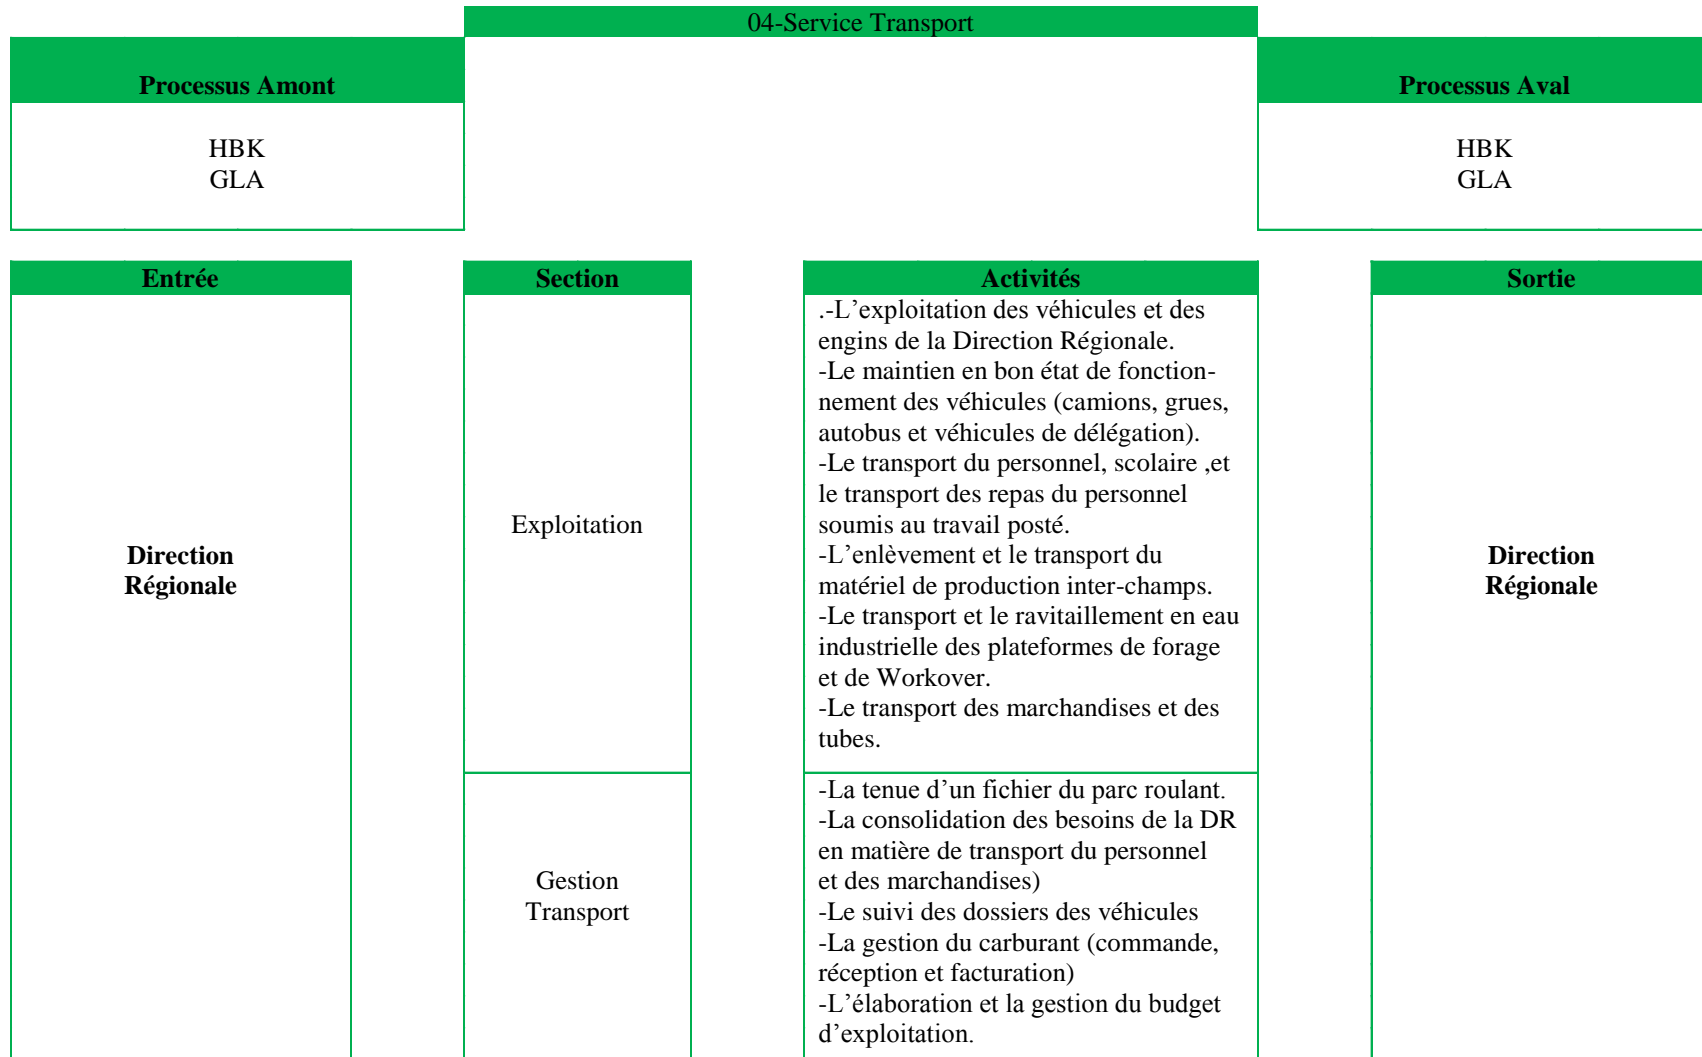 04-Service Transport
Processus Amont
Processus Aval
HBK
GLA
HBK
GLA
Entrée
Section
Activités
Sortie
Direction
Régionale
Exploitation
.-L’exploitation des véhicules et des
engins de la Direction Régionale.
-Le maintien en bon état de fonction-
nement des véhicules (camions, grues,
autobus et véhicules de délégation).
-Le transport du personnel, scolaire ,et
le transport des repas du personnel
soumis au travail posté.
-L’enlèvement et le transport du
matériel de production inter-champs.
-Le transport et le ravitaillement en eau
industrielle des plateformes de forage
et de Workover.
-Le transport des marchandises et des
tubes.
Direction
Régionale
Gestion
Transport
-La tenue d’un fichier du parc roulant.
-La consolidation des besoins de la DR
en matière de transport du personnel
et des marchandises)
-Le suivi des dossiers des véhicules
-La gestion du carburant (commande,
réception et facturation)
-L’élaboration et la gestion du budget
d’exploitation.